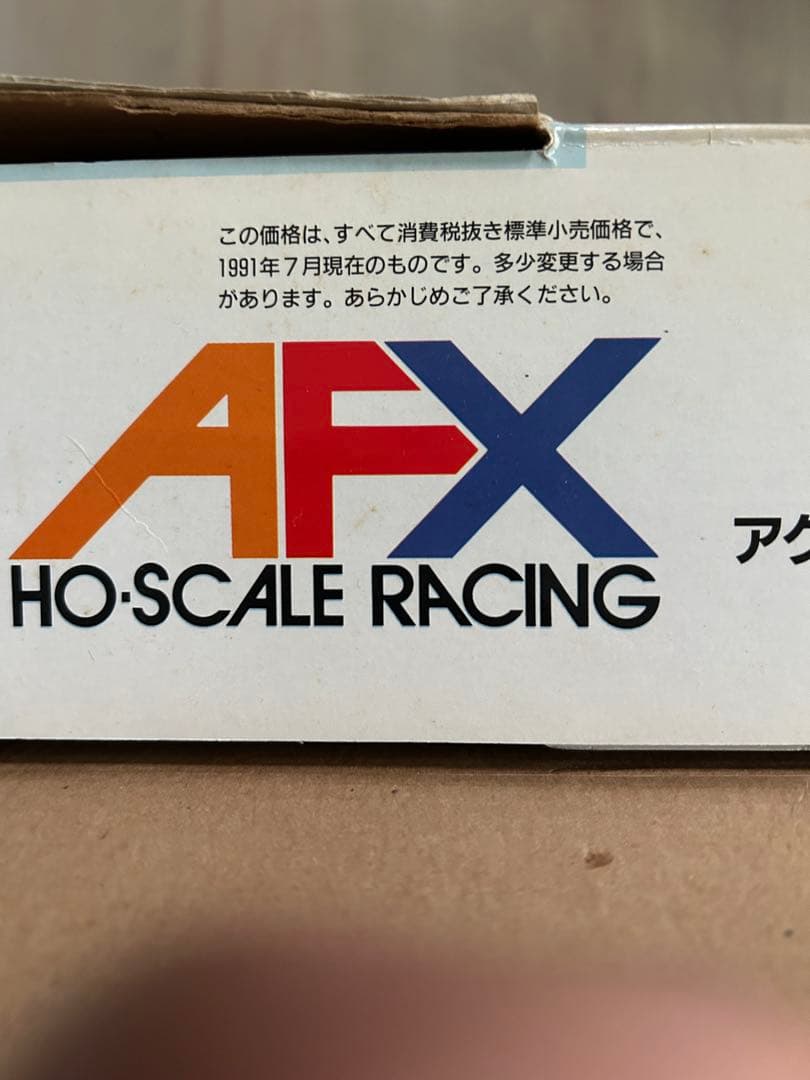 この価格は、すべて消費税抜き標準小売価格で、
1991年7月現在のものです。多少変更する場合
があります。あらかじめご了承ください。
AFX
HO·SCALE RACING
アク